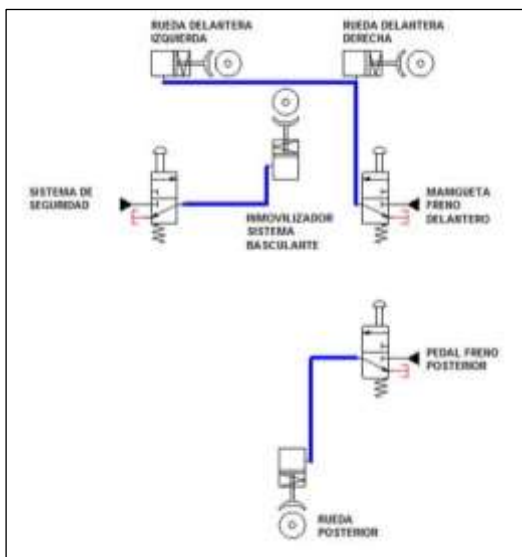 RUEDA DELANTERA
IZQUIERDA
RUEDA DELANTERA
DERECHA
SISTEMA DE
SEGURIDAD
INMOVILIZADOR
SISTEMA
BASCULANTE
MANIGUETA
FRENO
DELANTERO
PEDAL FRENO
POSTERIOR
RUEDA
POSTERIOR